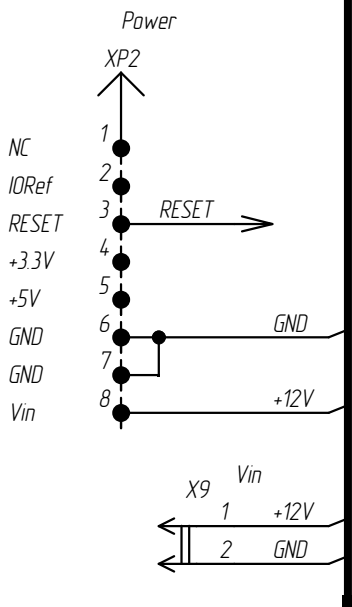 Power
XP2
NC 1
IORef 2
RESET 3 RESET
+3.3V 4
+5V 5
GND 6 GND
GND 7
Vin 8 +12V
X9 Vin
1 +12V
2 GND